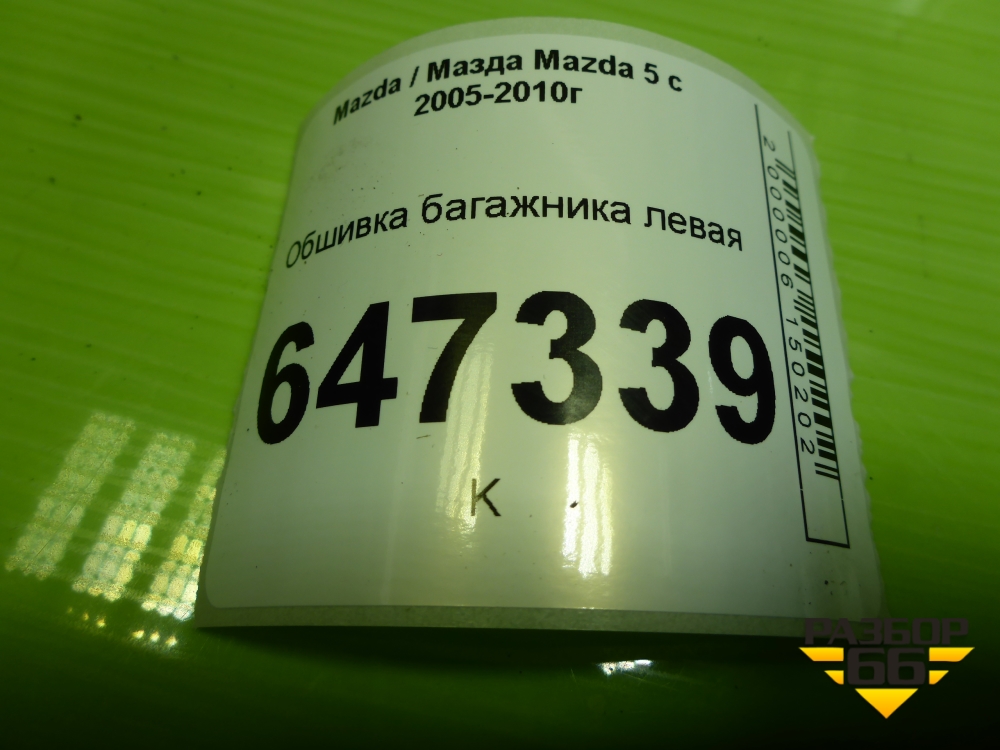 Mazda / Мазда Mazda 5 с
2005-2010г
Обшивка багажника левая
647339
К
2000006150202
РАЗБОР
66